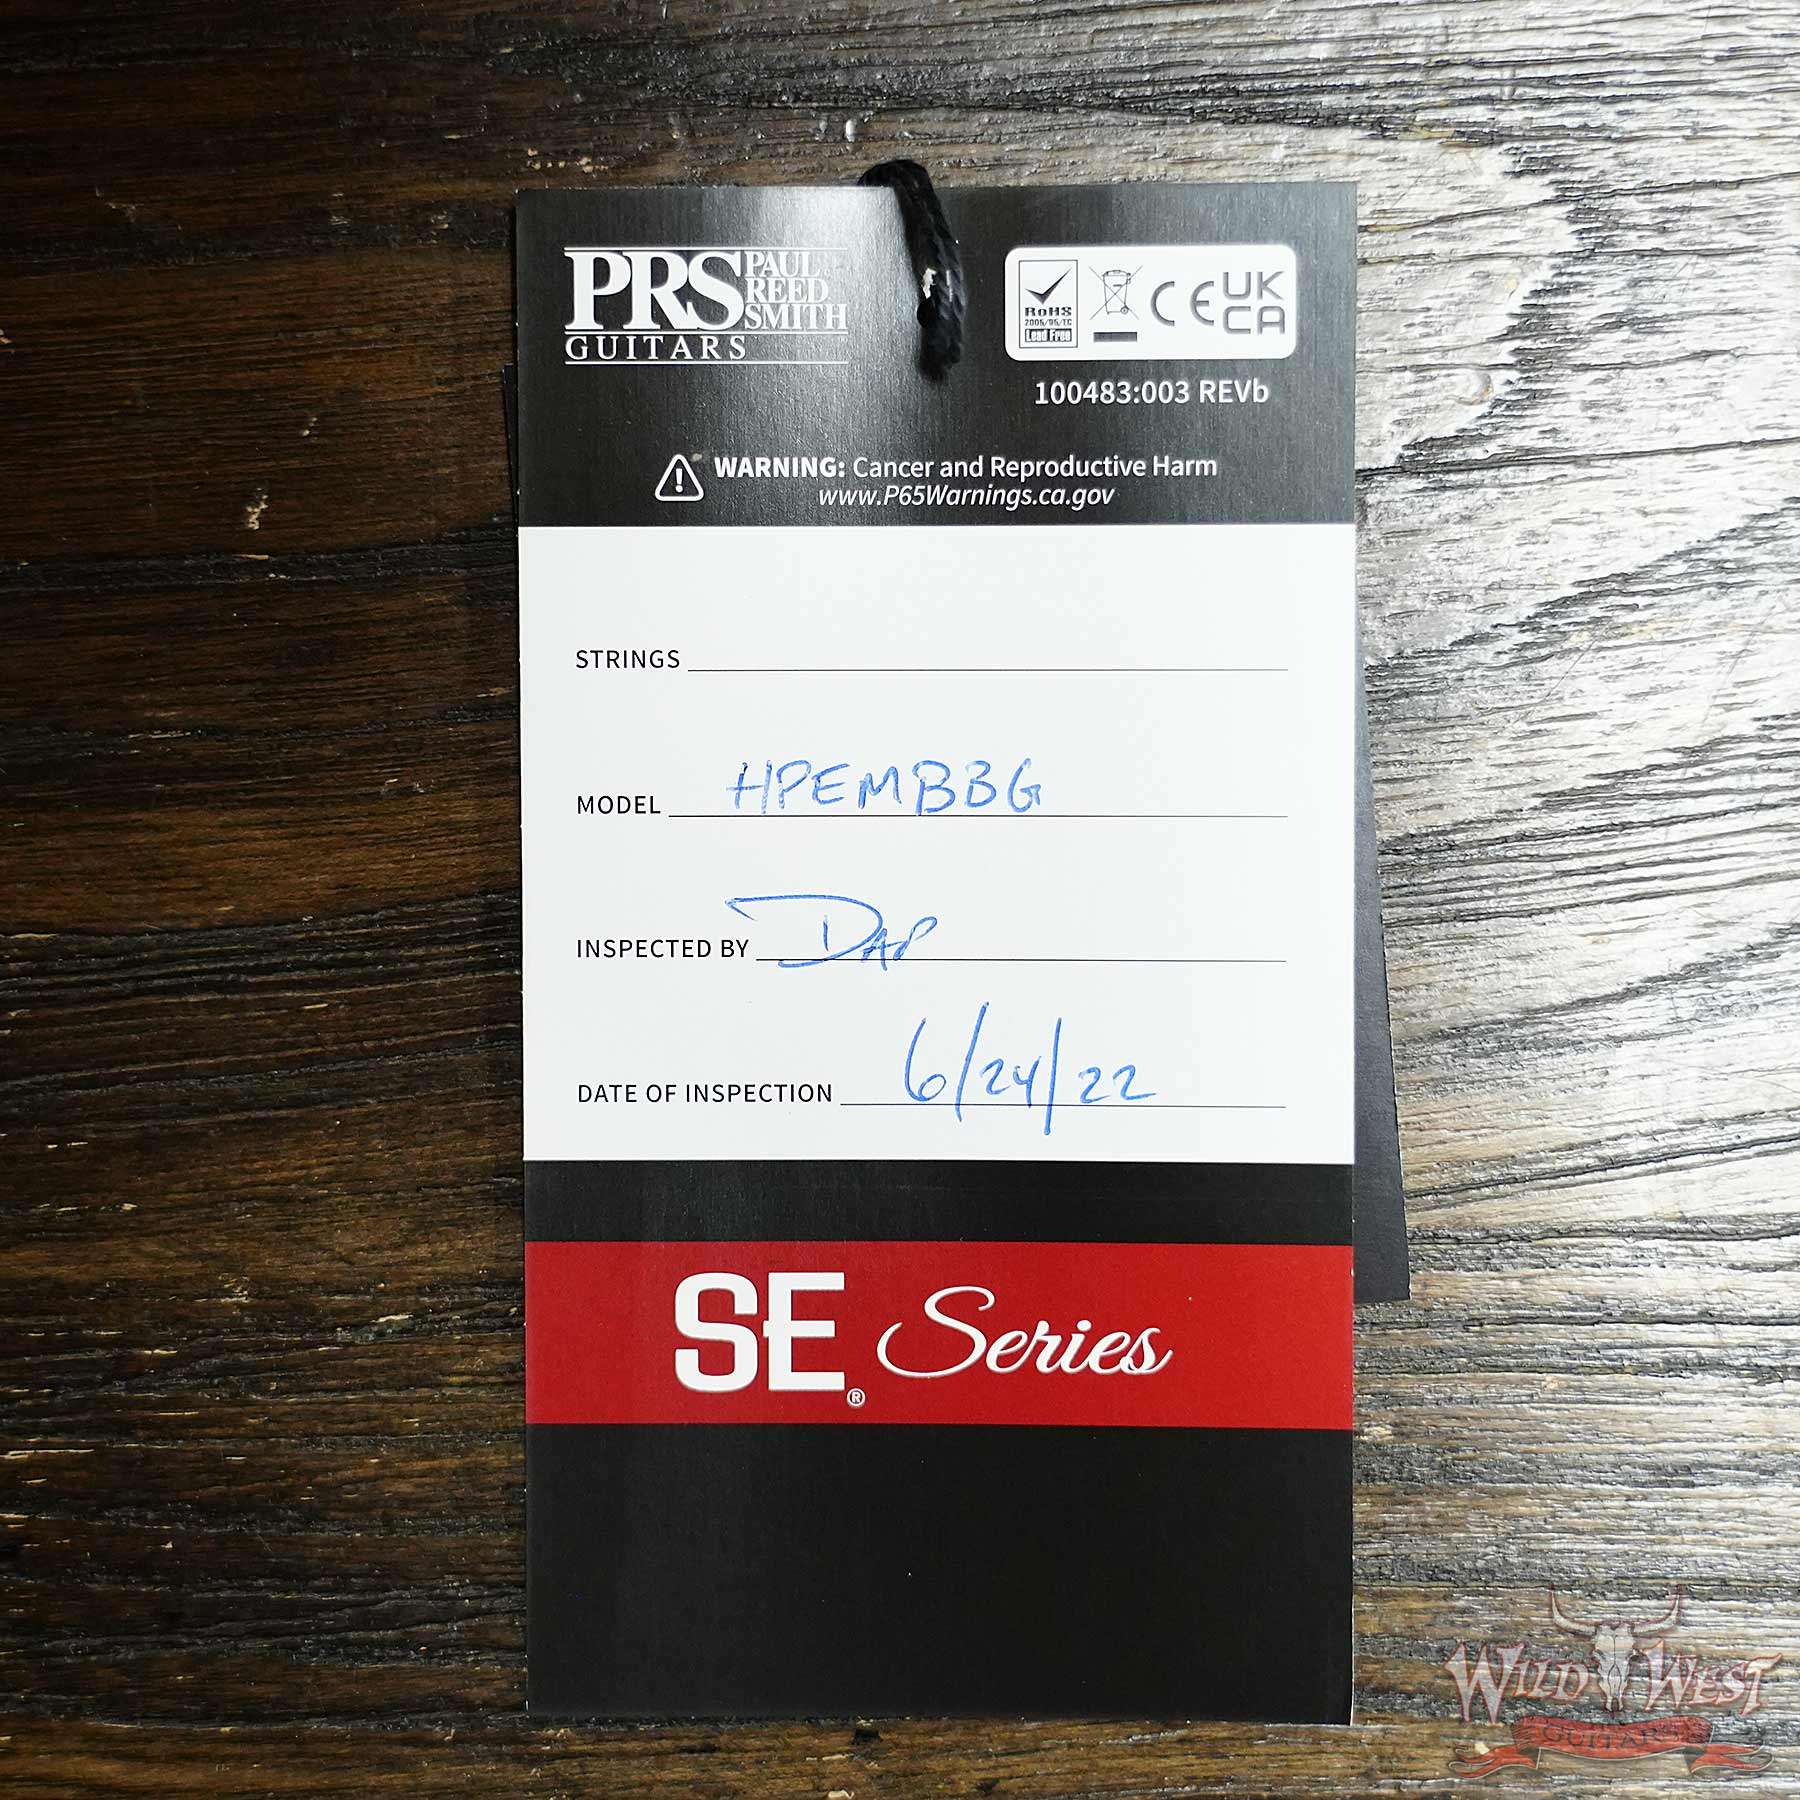 PRS PAUL REED SMITH
GUITARS
RoHS
2005/95/EC
Lead Free
CE
UK
CA
100483:003 REVb
WARNING: Cancer and Reproductive Harm
www.P65Warnings.ca.gov
STRINGS
MODEL HPEMBBG
INSPECTED BY DAP
DATE OF INSPECTION 6/24/22
SE® Series
WILD WEST
GUITARS